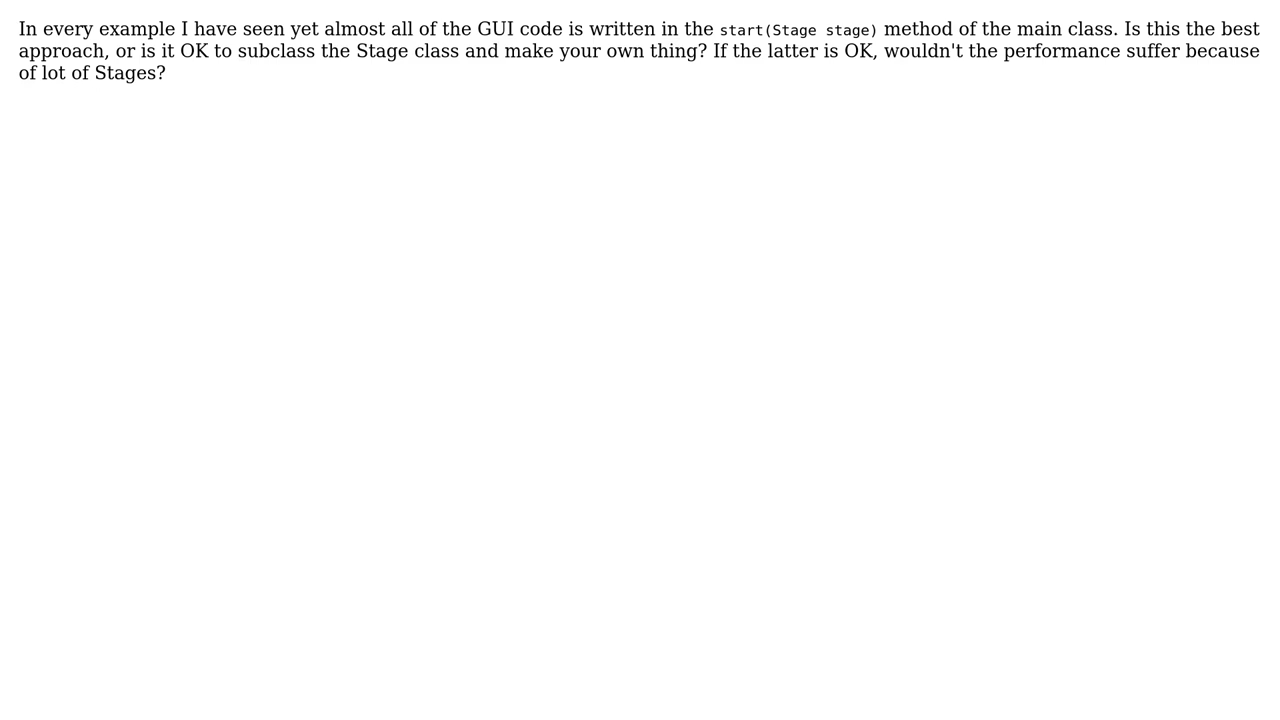 In every example I have seen yet almost all of the GUI code is written in the start(Stage stage) method of the main class. Is this the best
approach, or is it OK to subclass the Stage class and make your own thing? If the latter is OK, wouldn't the performance suffer because
of lot of Stages?